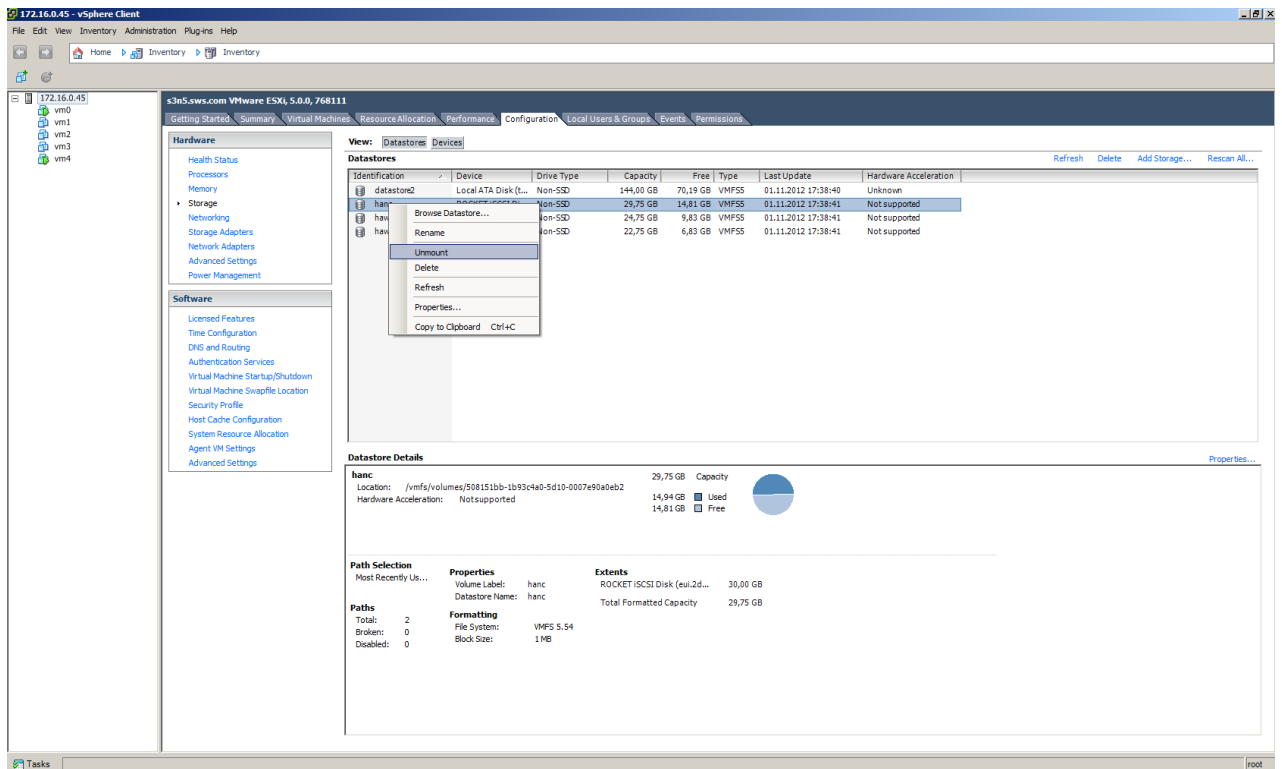 172.16.0.45 - vSphere Client
File Edit View Inventory Administration Plug-ins Help
Home Inventory Inventory
172.16.0.45
vm0
vm1
vm2
vm3
vm4
s3n5.sws.com VMware ESXi, 5.0.0, 768111
Getting Started Summary Virtual Machines Resource Allocation Performance Configuration Local Users & Groups Events Permissions
Hardware
Health Status
Processors
Memory
Storage
Networking
Storage Adapters
Network Adapters
Advanced Settings
Power Management
Software
Licensed Features
Time Configuration
DNS and Routing
Authentication Services
Virtual Machine Startup/Shutdown
Virtual Machine Swapfile Location
Security Profile
Host Cache Configuration
System Resource Allocation
Agent VM Settings
Advanced Settings
View: Datastores Devices
Datastores
Refresh Delete Add Storage... Rescan All...
Identification Device Drive Type Capacity Free Type Last Update Hardware Acceleration
datastore2 Local ATA Disk (t... Non-SSD 144,00 GB 70,19 GB VMFS5 01.11.2012 17:38:40 Unknown
hanc Non-SSD 29,75 GB 14,81 GB VMFS5 01.11.2012 17:38:41 Not supported
Non-SSD 24,75 GB 9,83 GB VMFS5 01.11.2012 17:38:41 Not supported
Non-SSD 22,75 GB 6,83 GB VMFS5 01.11.2012 17:38:41 Not supported
Browse Datastore...
Rename
Unmount
Delete
Refresh
Properties...
Copy to Clipboard Ctrl+C
Datastore Details
Properties...
hanc
Location: /vmfs/volumes/508151bb-1b93c4a0-5d10-0007e90a0eb2
Hardware Acceleration: Not supported
29,75 GB Capacity
14,94 GB Used
14,81 GB Free
Path Selection
Most Recently Us...
Paths
Total: 2
Broken: 0
Disabled: 0
Properties
Volume Label: hanc
Datastore Name: hanc
Formatting
File System: VMFS 5.54
Block Size: 1 MB
Extents
ROCKET iSCSI Disk (eui.2d... 30,00 GB
Total Formatted Capacity 29,75 GB
Tasks
root